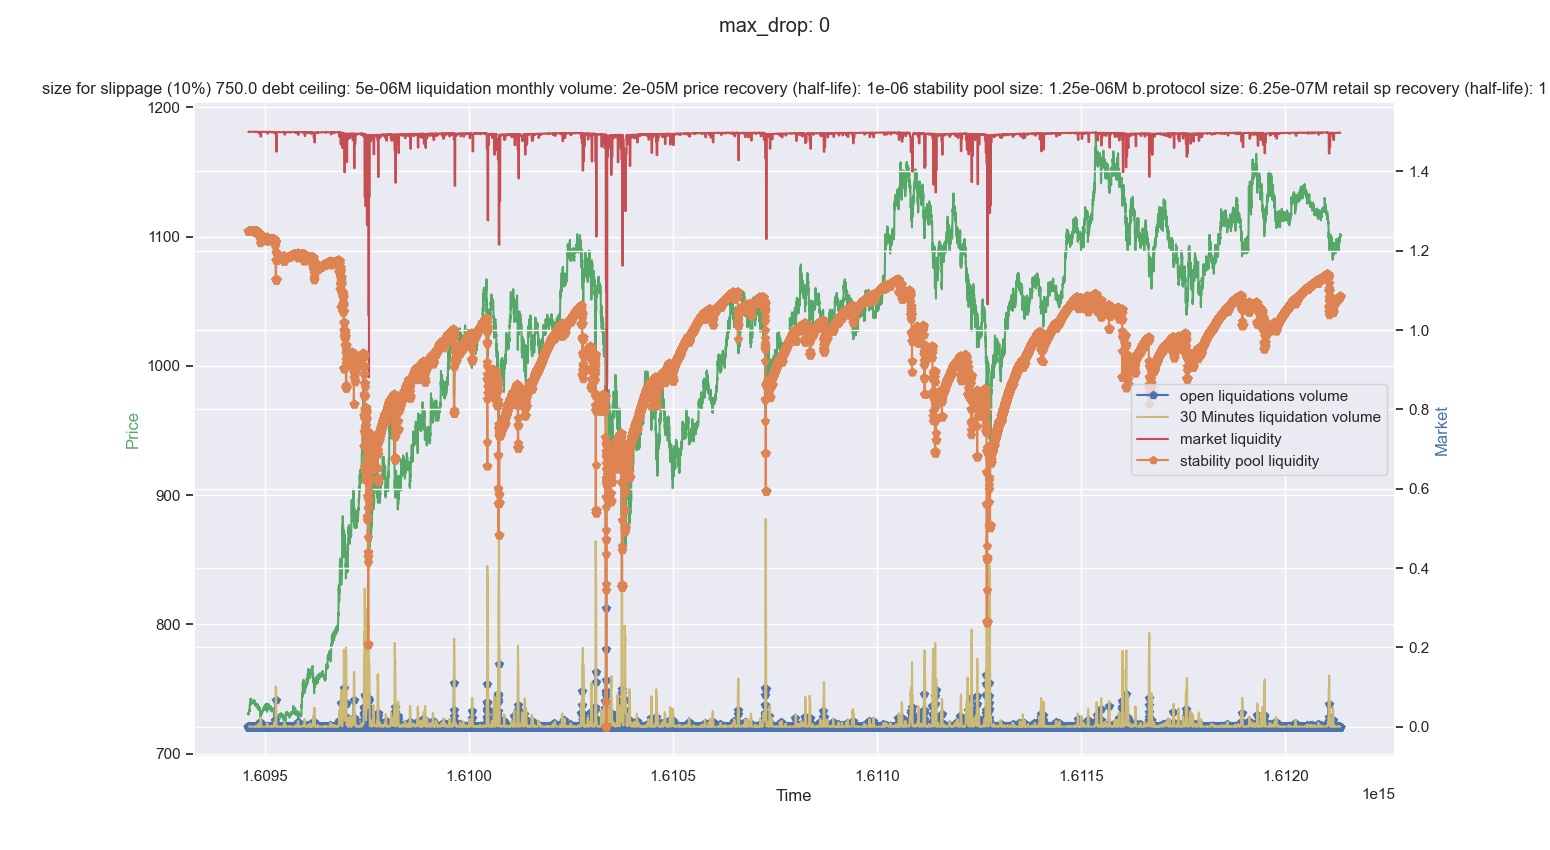 max_drop: 0
size for slippage (10%) 750.0 debt ceiling: 5e-06M liquidation monthly volume: 2e-05M price recovery (half-life): 1e-06 stability pool size: 1.25e-06M b.protocol size: 6.25e-07M retail sp recovery (half-life): 1
1200
1100
1000
900
800
700
Price
1.4
1.2
1.0
0.8
0.6
0.4
0.2
0.0
Market
open liquidations volume
30 Minutes liquidation volume
market liquidity
stability pool liquidity
1.6095 1.6100 1.6105 1.6110 1.6115 1.6120
Time
1e15